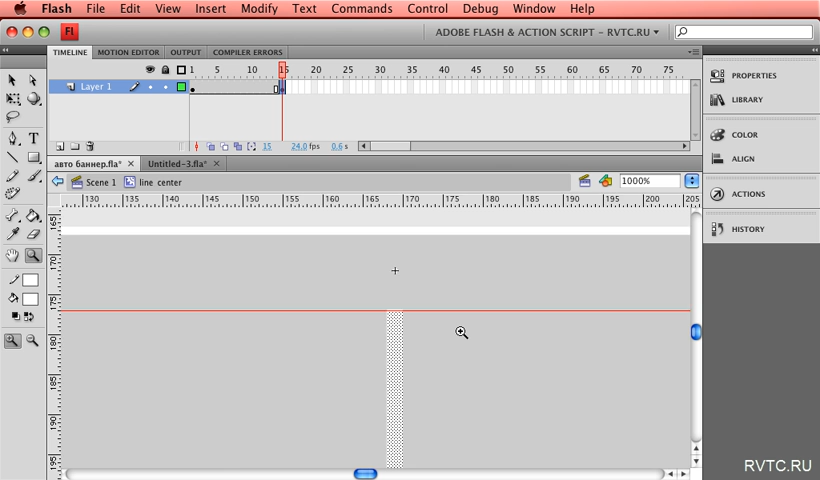 Flash File Edit View Insert Modify Text Commands Control Debug Window Help
Fl ADOBE FLASH & ACTION SCRIPT – RVTC.RU
TIMELINE MOTION EDITOR OUTPUT COMPILER ERRORS
1 5 10 15 20 25 30 35 40 45 50 55 60 65 70 75
Layer 1
15 24.0 fps 0.6 s
авто баннер.fla* Untitled-3.fla*
Scene 1 line center 1000%
130 135 140 145 150 155 160 165 170 175 180 185 190 195 200 205
165
170
175
180
185
190
195
T
PROPERTIES
LIBRARY
COLOR
ALIGN
ACTIONS
HISTORY
RVTC.RU